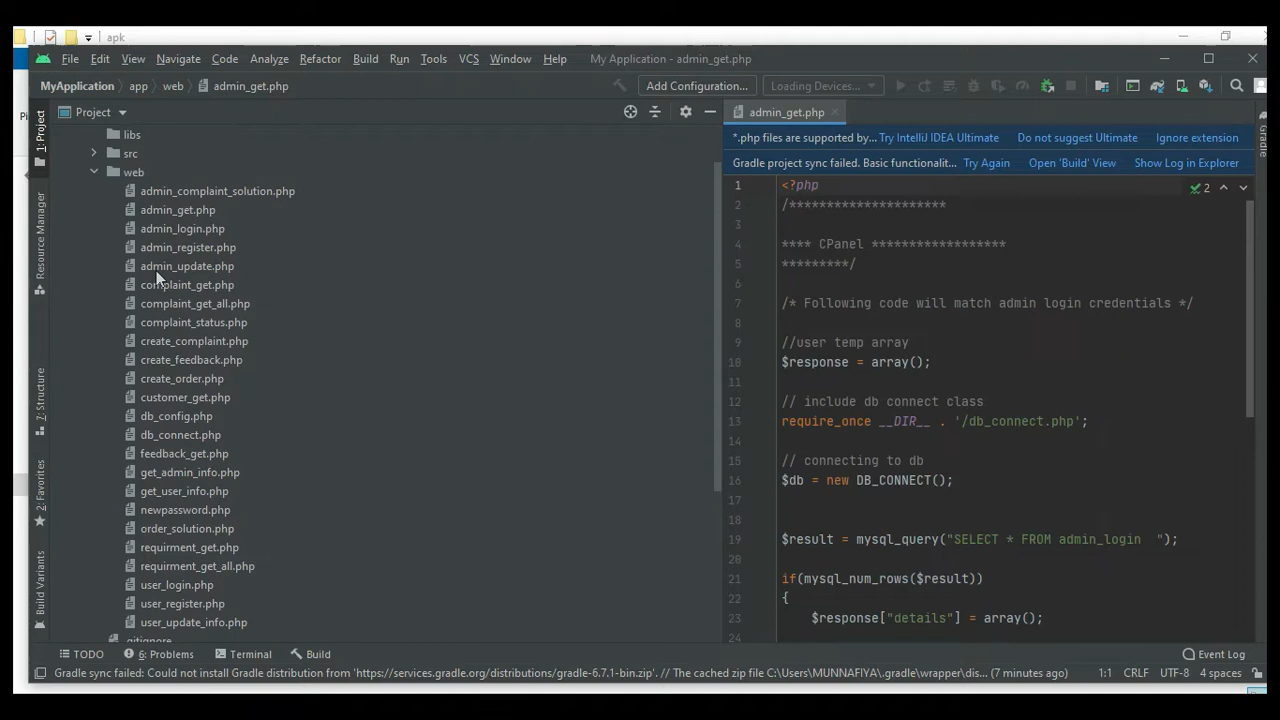 apk
File Edit View Navigate Code Analyze Refactor Build Run Tools VCS Window Help My Application - admin_get.php
MyApplication app web admin_get.php Add Configuration... Loading Devices...
Project
admin_get.php
libs
src
web
admin_complaint_solution.php
admin_get.php
admin_login.php
admin_register.php
admin_update.php
complaint_get.php
complaint_get_all.php
complaint_status.php
create_complaint.php
create_feedback.php
create_order.php
customer_get.php
db_config.php
db_connect.php
feedback_get.php
get_admin_info.php
get_user_info.php
newpassword.php
order_solution.php
requirment_get.php
requirment_get_all.php
user_login.php
user_register.php
user_update_info.php
.gitignore
1: Project
Resource Manager
7: Structure
2: Favorites
Build Variants
*.php files are supported by... Try IntelliJ IDEA Ultimate Do not suggest Ultimate Ignore extension
Gradle project sync failed. Basic functionalit... Try Again Open 'Build' View Show Log in Explorer
2
1 <?php
2 /*********************
3
4 **** CPanel ******************
5 *********/
6
7 /* Following code will match admin login credentials */
8
9 //user temp array
10 $response = array();
11
12 // include db connect class
13 require_once __DIR__ . '/db_connect.php';
14
15 // connecting to db
16 $db = new DB_CONNECT();
17
18
19 $result = mysql_query("SELECT * FROM admin_login  ");
20
21 if(mysql_num_rows($result))
22 {
23 $response["details"] = array();
24
Gradle
TODO 6: Problems Terminal Build Event Log
Gradle sync failed: Could not install Gradle distribution from 'https://services.gradle.org/distributions/gradle-6.7.1-bin.zip'. // The cached zip file C:\Users\MUNNAFIYA\.gradle\wrapper\dis... (7 minutes ago) 1:1 CRLF UTF-8 4 spaces